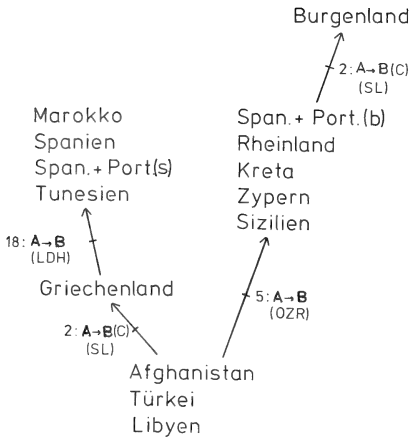 Burgenland
2: A→B(C)
(SL)
Marokko
Spanien
Span.+ Port(s)
Tunesien
Span.+ Port.(b)
Rheinland
Kreta
Zypern
Sizilien
18: A→B
(LDH)
Griechenland
5: A→B
(OZR)
2: A→B(C)
(SL)
Afghanistan
Türkei
Libyen